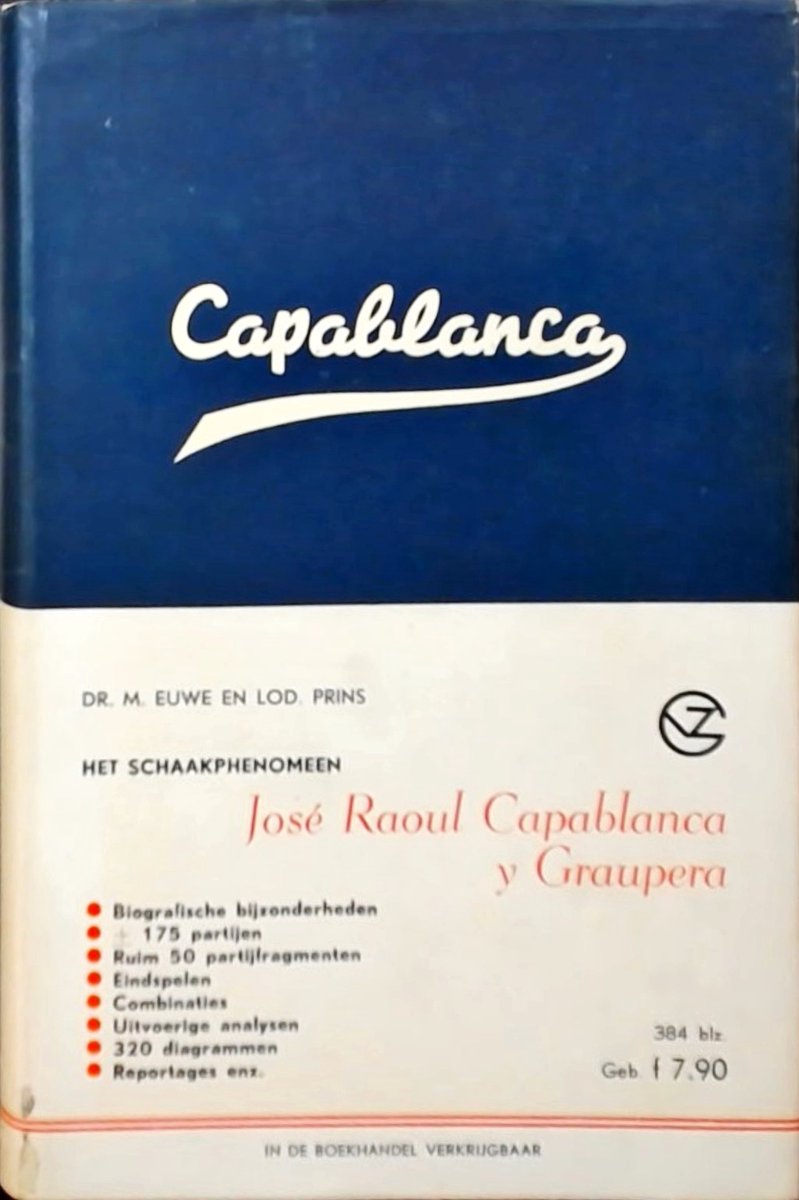 Capablanca
DR. M. EUWE EN LOD. PRINS
HET SCHAAKPHENOMEEN
José Raoul Capablanca
y Graupera
Biografische bijzonderheden
+ 175 partijen
Ruim 50 partijfragmenten
Eindspelen
Combinaties
Uitvoerige analysen
320 diagrammen
Reportages enz.
384 blz.
Geb. f 7.90
IN DE BOEKHANDEL VERKRIJGBAAR